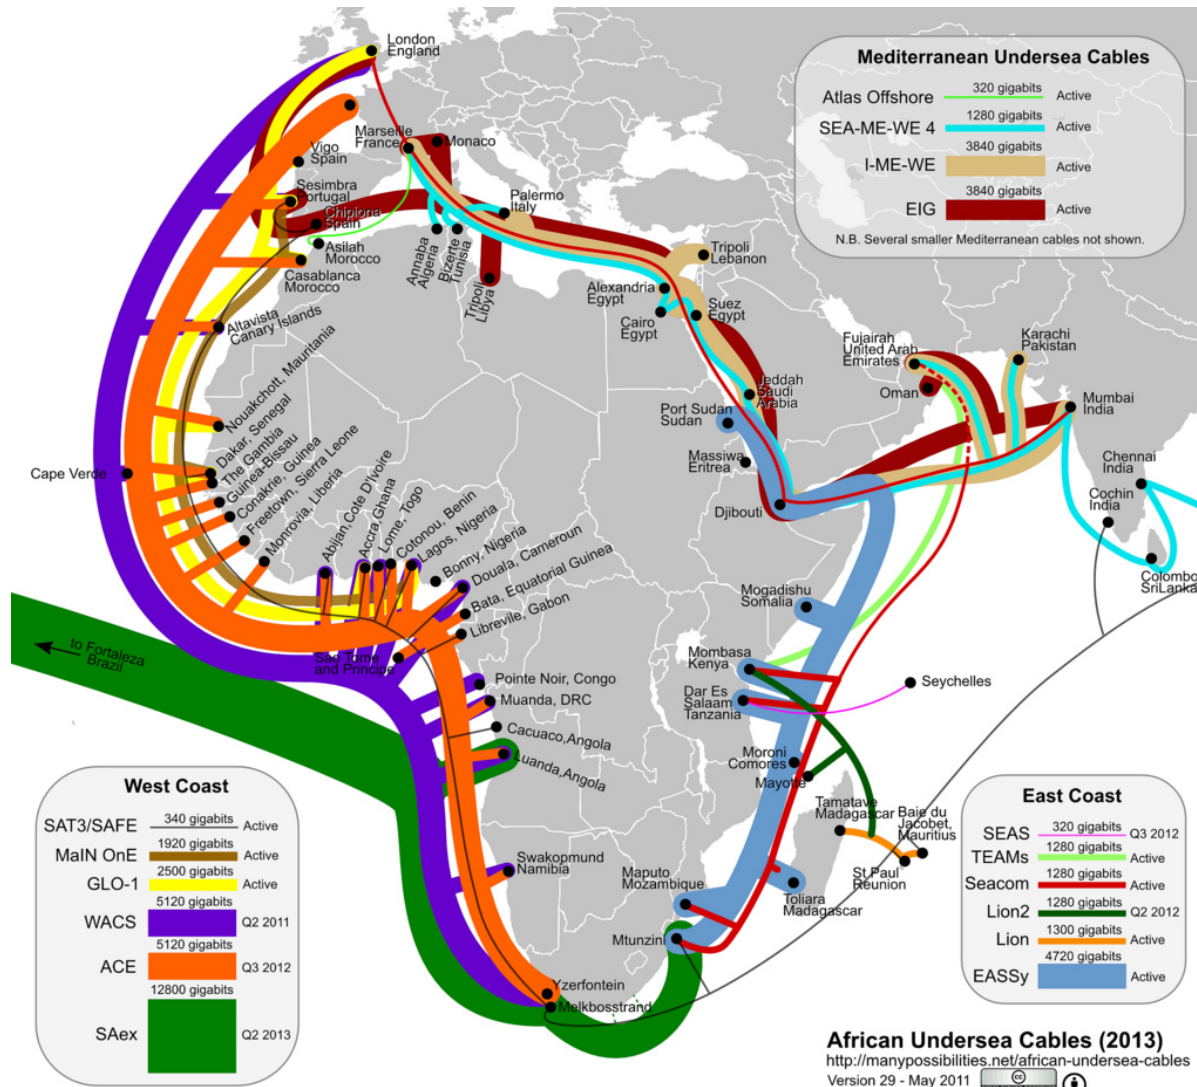 London
England
Vigo
Spain
Sesimbra
Portugal
Chipiona
Spain
Asilah
Morocco
Casablanca
Morocco
Altavista
Canary Islands
Marseille
France
Monaco
Palermo
Italy
Annaba
Algeria
Bizerte
Tunisia
Tripoli
Libya
Tripoli
Lebanon
Alexandria
Egypt
Cairo
Egypt
Suez
Egypt
Jeddah
Saudi
Arabia
Port Sudan
Sudan
Massiwa
Eritrea
Djibouti
Fujairah
United Arab
Emirates
Oman
Karachi
Pakistan
Mumbai
India
Chennai
India
Cochin
India
Colombo
SriLanka
Mediterranean Undersea Cables
Atlas Offshore 320 gigabits Active
SEA-ME-WE 4 1280 gigabits Active
I-ME-WE 3840 gigabits Active
EIG 3840 gigabits Active
N.B. Several smaller Mediterranean cables not shown.
Cape Verde
Nouakchott, Mauritania
Dakar, Senegal
The Gambia
Guinea-Bissau
Conakrie, Guinea
Freetown, Sierra Leone
Monrovia, Liberia
Abijan, Cote D'Ivoire
Accra, Ghana
Lome, Togo
Cotonou, Benin
Lagos, Nigeria
Bonny, Nigeria
Douala, Cameroun
Bata, Equatorial Guinea
Librevile, Gabon
Sao Tome
and Principe
Pointe Noir, Congo
Muanda, DRC
Cacuaco,Angola
Luanda,Angola
Swakopmund
Namibia
Yzerfontein
Melkbosstrand
to Fortaleza
Brazil
Mogadishu
Somalia
Mombasa
Kenya
Dar Es
Salaam
Tanzania
Seychelles
Moroni
Comores
Mayotte
Tamatave
Madagascar
Baie du
Jacobet,
Mauritius
St Paul
Reunion
Toliara
Madagascar
Maputo
Mozambique
Mtunzini
West Coast
SAT3/SAFE 340 gigabits Active
MaIN OnE 1920 gigabits Active
GLO-1 2500 gigabits Active
WACS 5120 gigabits Q2 2011
ACE 5120 gigabits Q3 2012
SAex 12800 gigabits Q2 2013
East Coast
SEAS 320 gigabits Q3 2012
TEAMs 1280 gigabits Active
Seacom 1280 gigabits Active
Lion2 1280 gigabits Q2 2012
Lion 1300 gigabits Active
EASSy 4720 gigabits Active
African Undersea Cables (2013)
http://manypossibilities.net/african-undersea-cables
Version 29 - May 2011
cc